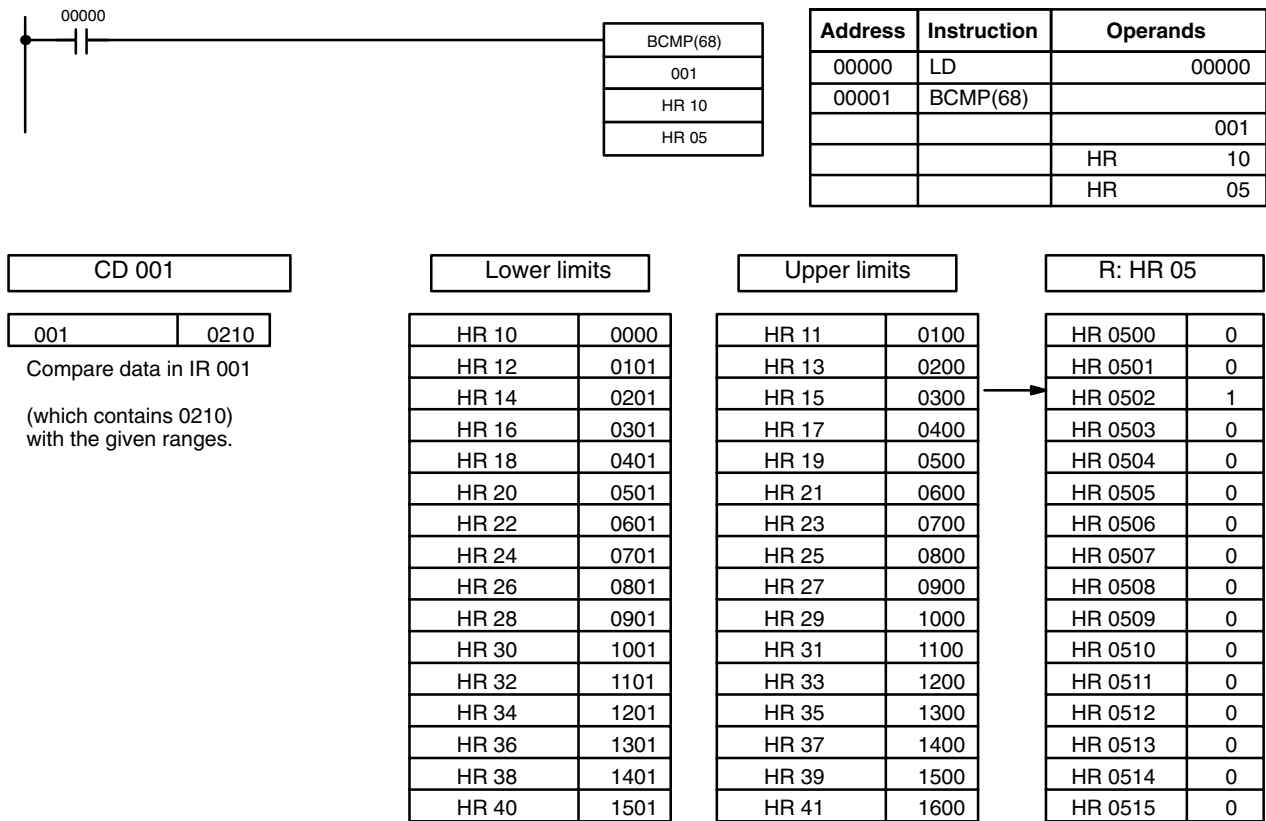 00000
BCMP(68)
001
HR 10
HR 05
Address Instruction Operands
00000 LD 00000
00001 BCMP(68)
001
HR 10
HR 05
CD 001 Lower limits Upper limits R: HR 05
001 0210 HR 10 0000 HR 11 0100 HR 0500 0
Compare data in IR 001 HR 12 0101 HR 13 0200 HR 0501 0
HR 14 0201 HR 15 0300 HR 0502 1
(which contains 0210) HR 16 0301 HR 17 0400 HR 0503 0
with the given ranges. HR 18 0401 HR 19 0500 HR 0504 0
HR 20 0501 HR 21 0600 HR 0505 0
HR 22 0601 HR 23 0700 HR 0506 0
HR 24 0701 HR 25 0800 HR 0507 0
HR 26 0801 HR 27 0900 HR 0508 0
HR 28 0901 HR 29 1000 HR 0509 0
HR 30 1001 HR 31 1100 HR 0510 0
HR 32 1101 HR 33 1200 HR 0511 0
HR 34 1201 HR 35 1300 HR 0512 0
HR 36 1301 HR 37 1400 HR 0513 0
HR 38 1401 HR 39 1500 HR 0514 0
HR 40 1501 HR 41 1600 HR 0515 0